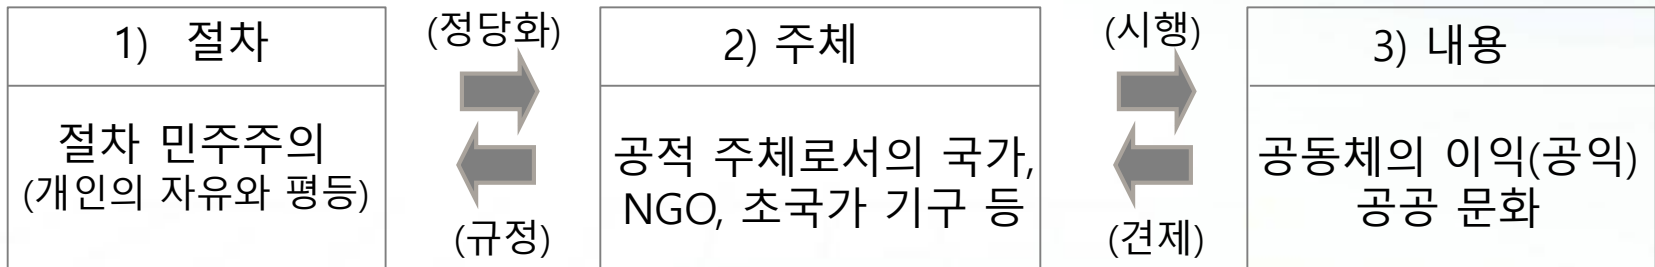 1) 절차
절차 민주주의
(개인의 자유와 평등)
(정당화)
(규정)
2) 주체
공적 주체로서의 국가,
NGO, 초국가 기구 등
(시행)
(견제)
3) 내용
공동체의 이익(공익)
공공 문화